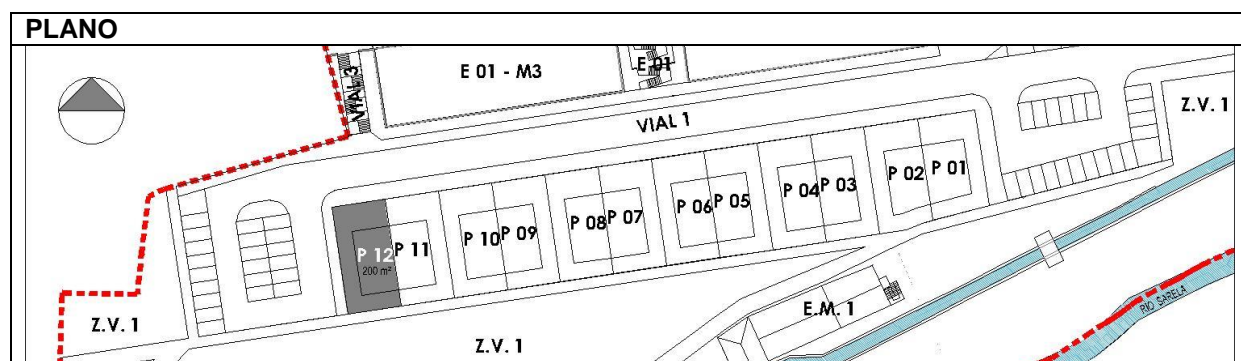 PLANO
E 01 - M3
E 01
VIAL 3
VIAL 1
Z.V. 1
P 02
P 01
P 04
P 03
P 06
P 05
P 08
P 07
P 10
P 09
P 12
P 11
200 m²
E.M. 1
RIO SARELA
Z.V. 1
Z.V. 1